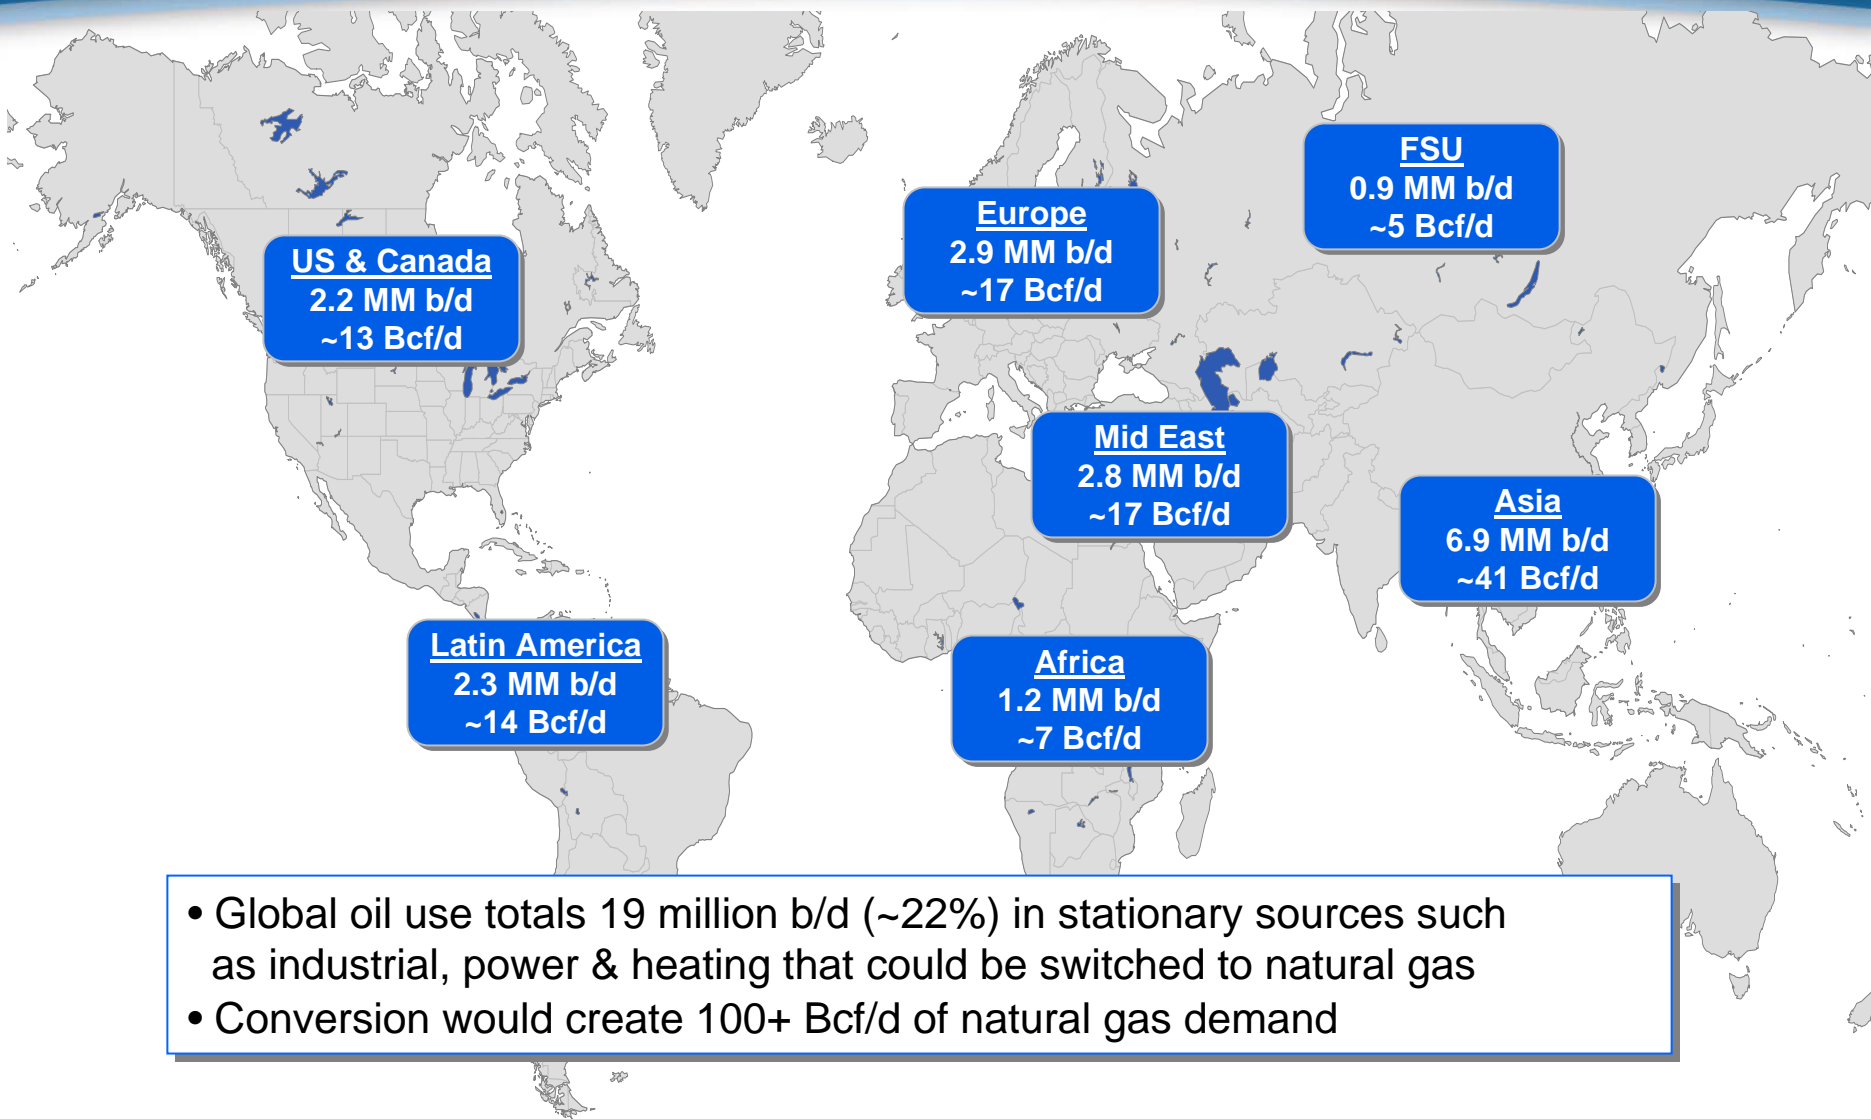 FSU
0.9 MM b/d
~5 Bcf/d
Europe
2.9 MM b/d
~17 Bcf/d
US & Canada
2.2 MM b/d
~13 Bcf/d
Mid East
2.8 MM b/d
~17 Bcf/d
Asia
6.9 MM b/d
~41 Bcf/d
Latin America
2.3 MM b/d
~14 Bcf/d
Africa
1.2 MM b/d
~7 Bcf/d
• Global oil use totals 19 million b/d (~22%) in stationary sources such
as industrial, power & heating that could be switched to natural gas
• Conversion would create 100+ Bcf/d of natural gas demand